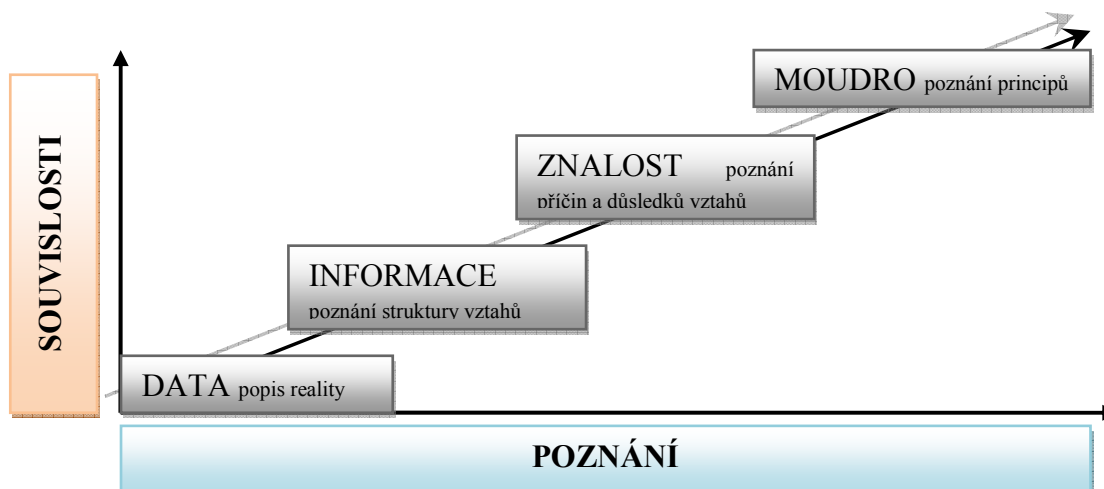 MOUDRO poznání principů
ZNALOST poznání
příčin a důsledků vztahů
INFORMACE
poznání struktury vztahů
DATA popis reality
SOUVISLOSTI
POZNÁNÍ